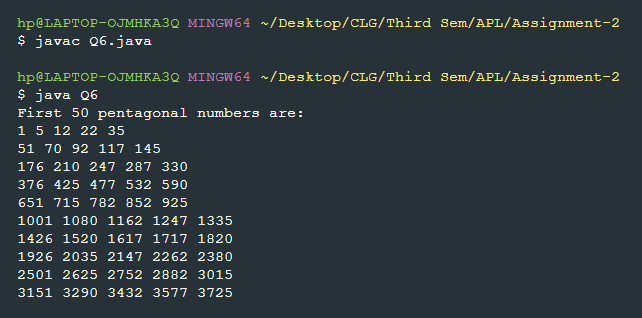 hp@LAPTOP-OJMHKA3Q MINGW64 ~/Desktop/CLG/Third Sem/APL/Assignment-2
$ javac Q6.java
hp@LAPTOP-OJMHKA3Q MINGW64 ~/Desktop/CLG/Third Sem/APL/Assignment-2
$ java Q6
First 50 pentagonal numbers are:
1 5 12 22 35
51 70 92 117 145
176 210 247 287 330
376 425 477 532 590
651 715 782 852 925
1001 1080 1162 1247 1335
1426 1520 1617 1717 1820
1926 2035 2147 2262 2380
2501 2625 2752 2882 3015
3151 3290 3432 3577 3725